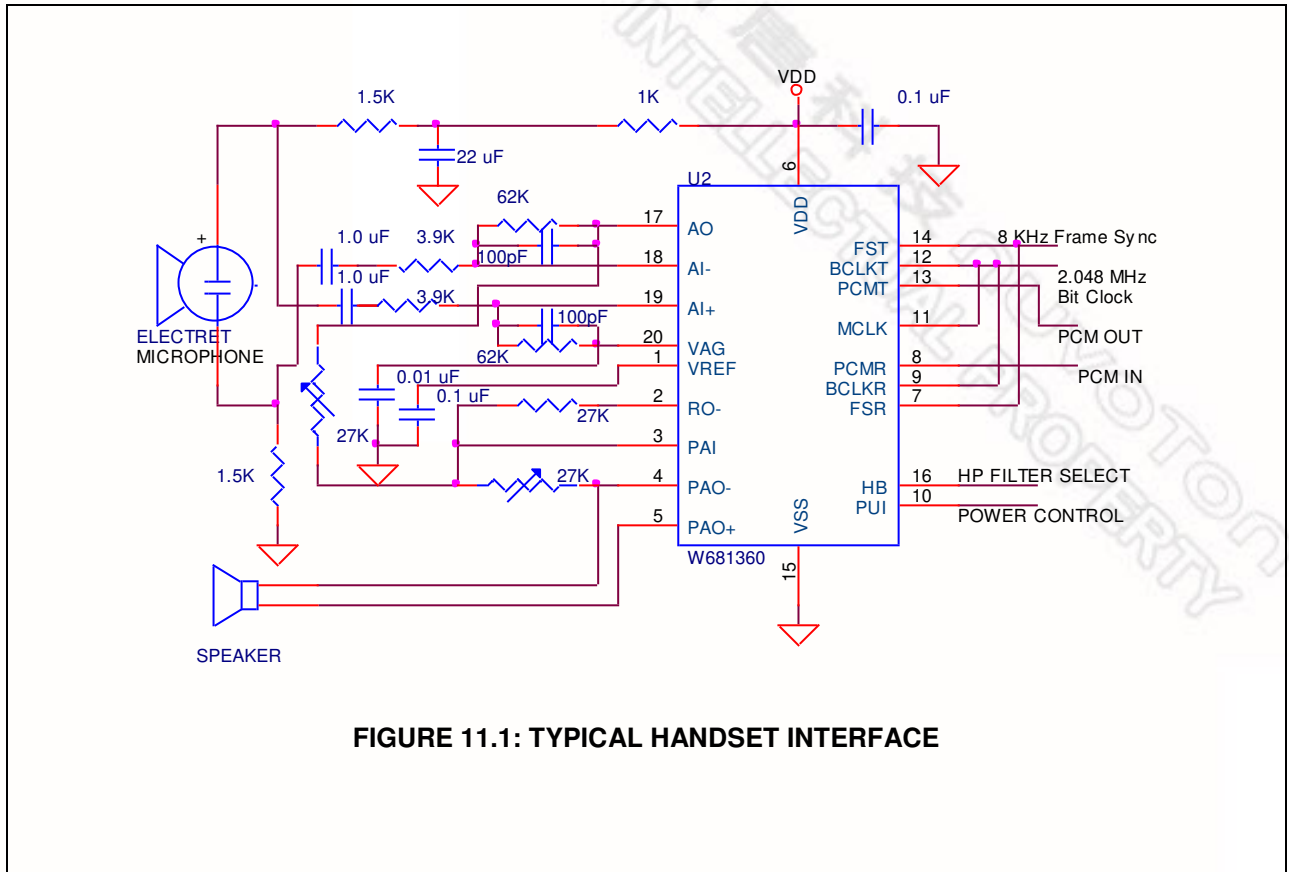 VDD
1.5K
1K
0.1 uF
22 uF
6
U2
62K
17
AO
VDD
FST
14
8 KHz Frame Sync
1.0 uF
3.9K
100pF
18
AI-
BCLKT
12
PCMT
13
2.048 MHz
Bit Clock
1.0 uF
3.9K
19
AI+
+
-
ELECTRET
MICROPHONE
100pF
MCLK
11
PCM OUT
20
VAG
62K
1
VREF
PCMR
8
PCM IN
0.01 uF
BCLKR
9
0.1 uF
2
RO-
FSR
7
27K
27K
3
PAI
1.5K
27K
4
PAO-
HB
16
HP FILTER SELECT
PUI
10
POWER CONTROL
5
PAO+
VSS
W681360
15
SPEAKER
FIGURE 11.1: TYPICAL HANDSET INTERFACE
科技
nuvoton
INTELLECTUAL PROPERTY